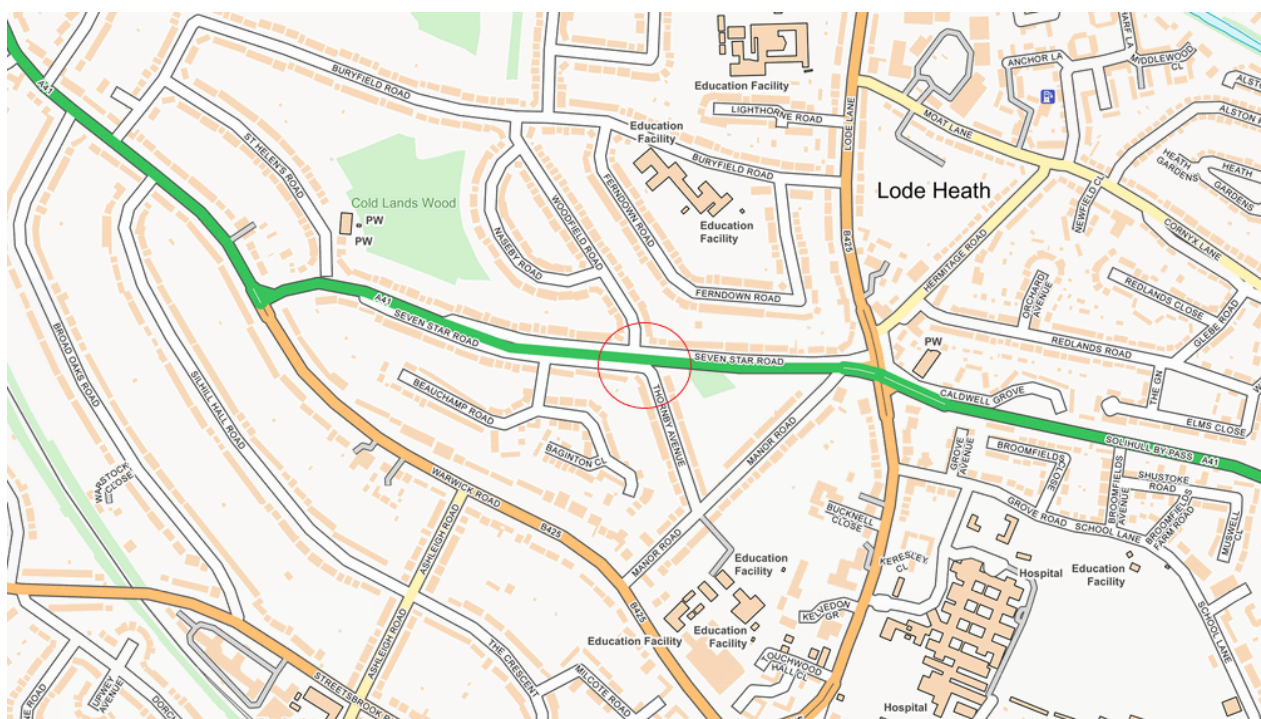 A41
BURYFIELD ROAD
Education Facility
LIGHTHORNE ROAD
LODE LANE
MOAT LANE
ANCHOR LA
MIDDLEWOOD
CL
ALSTON
ST HELEN'S ROAD
Education
Facility
BURYFIELD ROAD
Lode Heath
HEATH
GARDENS
HEATH
GARDENS
NEWFIELD CL
CORNYX LANE
Cold Lands Wood
PW
PW
WOODFIELD ROAD
FERNDOWN ROAD
Education
Facility
NASEBY ROAD
B425
HERMITAGE ROAD
FERNDOWN ROAD
ORCHARD
AVENUE
REDLANDS CLOSE
GLEBE ROAD
A41
SEVEN STAR ROAD
SEVEN STAR ROAD
REDLANDS ROAD
PW
BROAD OAKS ROAD
SILHILL HALL ROAD
BEAUCHAMP ROAD
THORNBY AVENUE
CALDWELL GROVE
THE GN
ELMS CLOSE
BAGINTON CL
MANOR ROAD
SOLIHULL BY-PASS
A41
GROVE
AVENUE
BROOMFIELDS
CLOSE
BROOMFIELDS
AVENUE
SHUSTOKE
ROAD
WARSTOCK
CLOSE
WARWICK ROAD
B425
BUCKNELL
CLOSE
GROVE ROAD
SCHOOL LANE
BROOMFIELDS
FARM ROAD
MUSWELL CL
ASHLEIGH ROAD
MANOR ROAD
Education
Facility
KERESLEY
CL
Hospital
Education
Facility
B425
KENEDON
GR
SCHOOL LANE
Education Facility
Education
Facility
ASHLEIGH ROAD
THE CRESCENT
MILCOTE ROAD
TOUCHWOOD
HALL CL
UPWEY
AVENUE
STREETSBROOK
Hospital